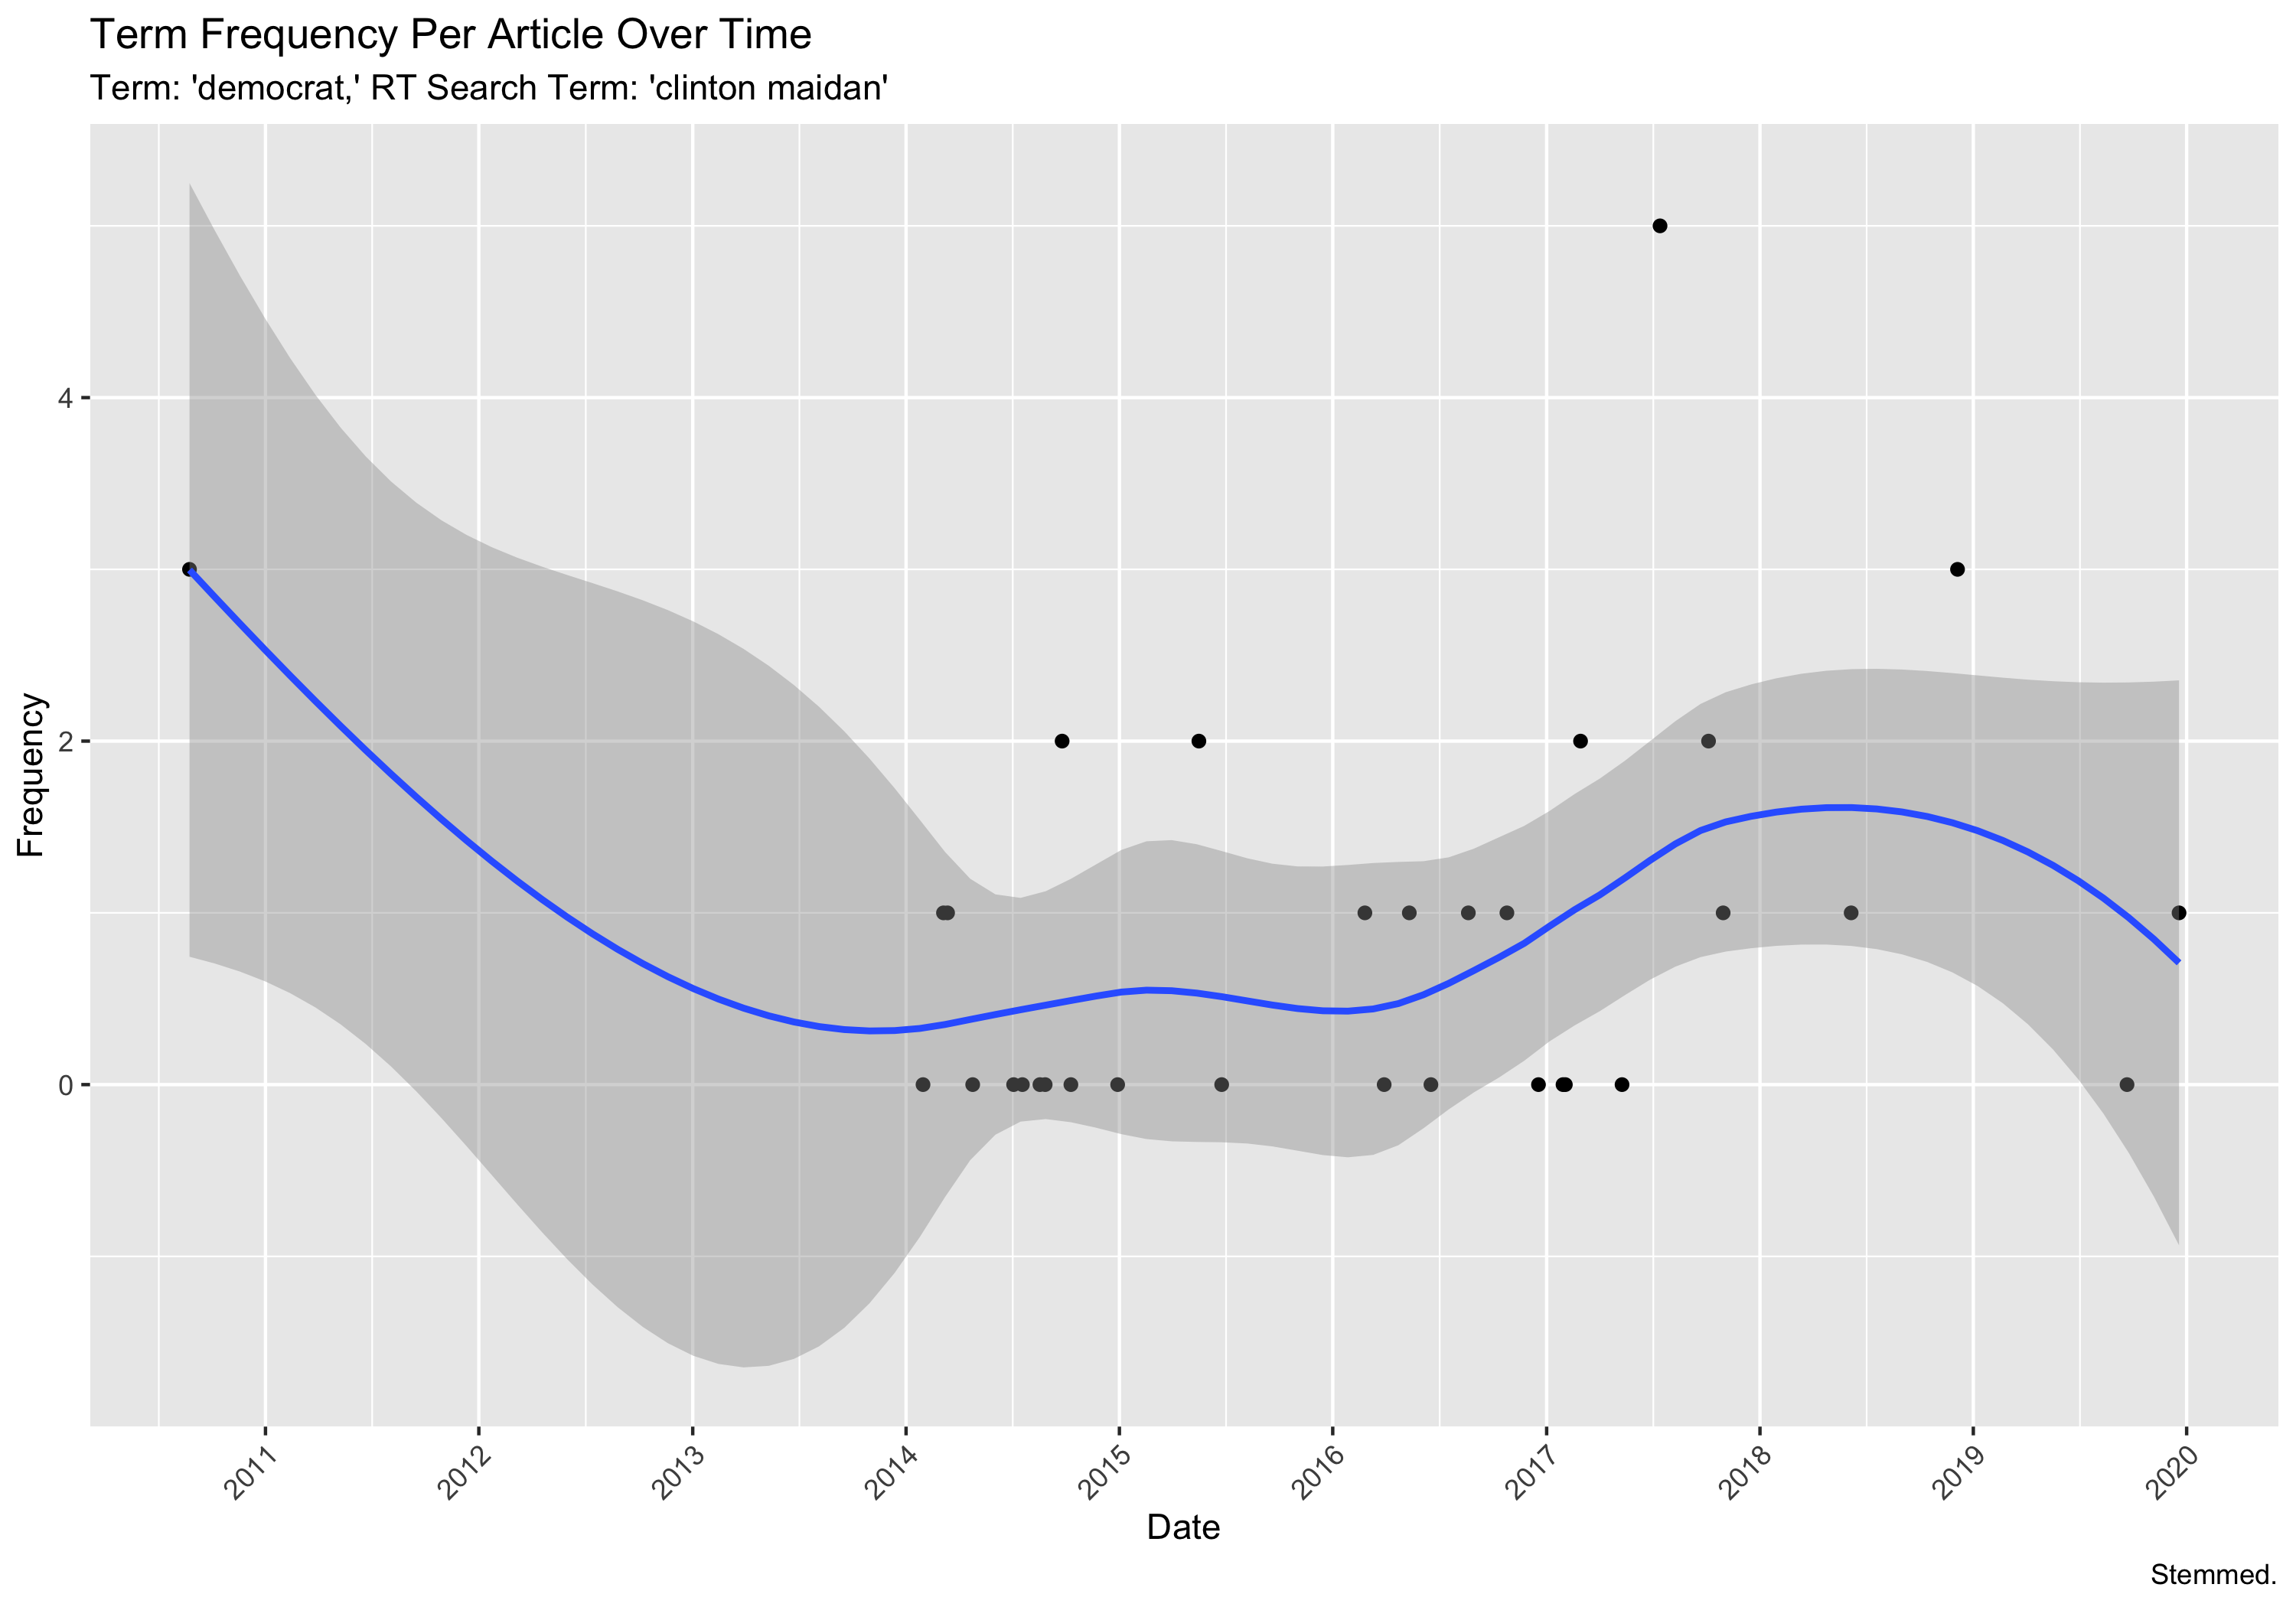 Term Frequency Per Article Over Time
Term: 'democrat,' RT Search Term: 'clinton maidan'
Frequency
4
2
0
2011
2012
2013
2014
2015
2016
2017
2018
2019
2020
Date
Stemmed.